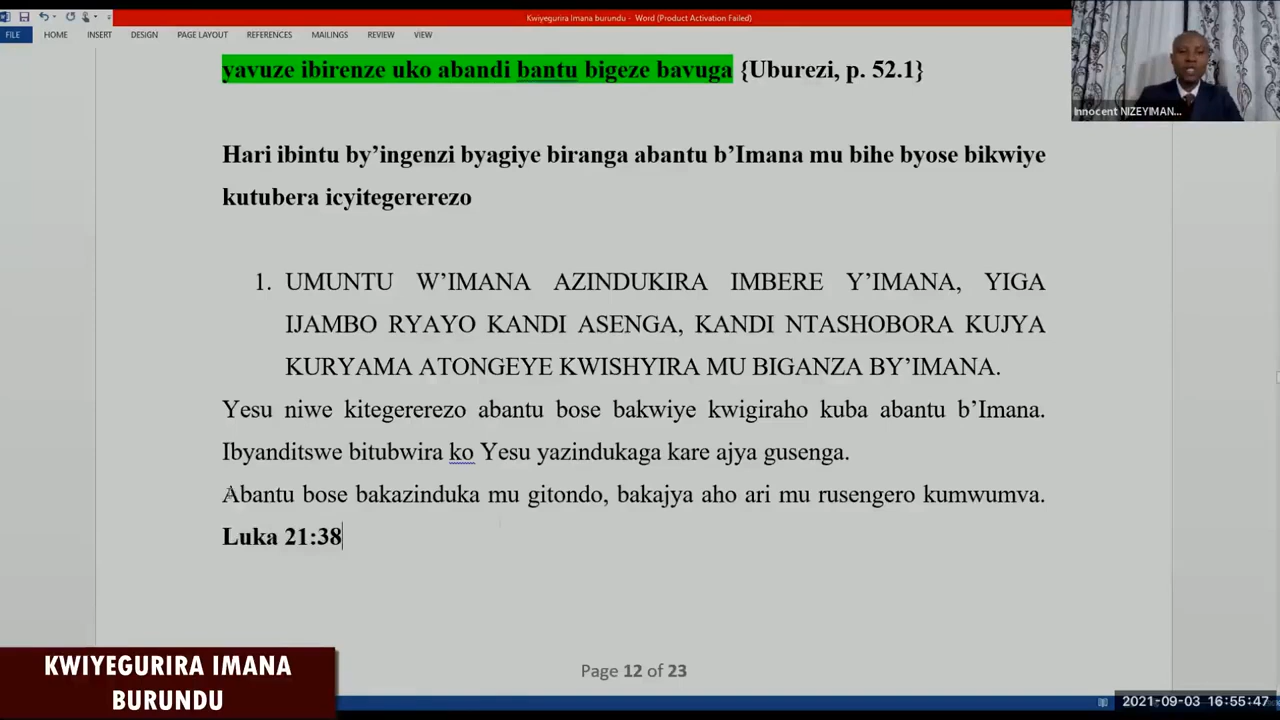 Kwiyegurira Imana burundu - Word (Product Activation Failed)
FILE HOME INSERT DESIGN PAGE LAYOUT REFERENCES MAILINGS REVIEW VIEW
yavuze ibirenze uko abandi bantu bigeze bavuga {Uburezi, p. 52.1}
Innocent NIZEYIMAN...
Hari ibintu by’ingenzi byagiye biranga abantu b’Imana mu bihe byose bikwiye
kutubera icyitegererezo
1. UMUNTU W’IMANA AZINDUKIRA IMBERE Y’IMANA, YIGA
IJAMBO RYAYO KANDI ASENGA, KANDI NTASHOBORA KUJYA
KURYAMA ATONGEYE KWISHYIRA MU BIGANZA BY’IMANA.
Yesu niwe kitegererezo abantu bose bakwiye kwigiraho kuba abantu b’Imana.
Ibyanditswe bitubwira ko Yesu yazindukaga kare ajya gusenga.
Abantu bose bakazinduka mu gitondo, bakajya aho ari mu rusengero kumwumva.
Luka 21:38
Page 12 of 23
KWIYEGURIRA IMANA
BURUNDU
2021-09-03 16:55:47